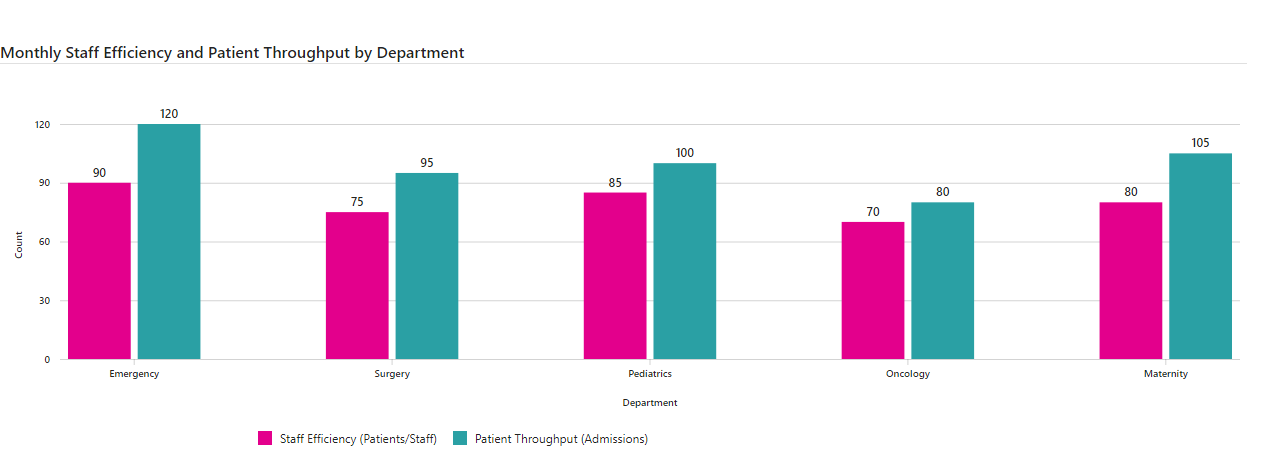 Monthly Staff Efficiency and Patient Throughput by Department
120
90
60
30
0
Count
90
120
75
95
85
100
70
80
80
105
Emergency
Surgery
Pediatrics
Oncology
Maternity
Department
Staff Efficiency (Patients/Staff)
Patient Throughput (Admissions)